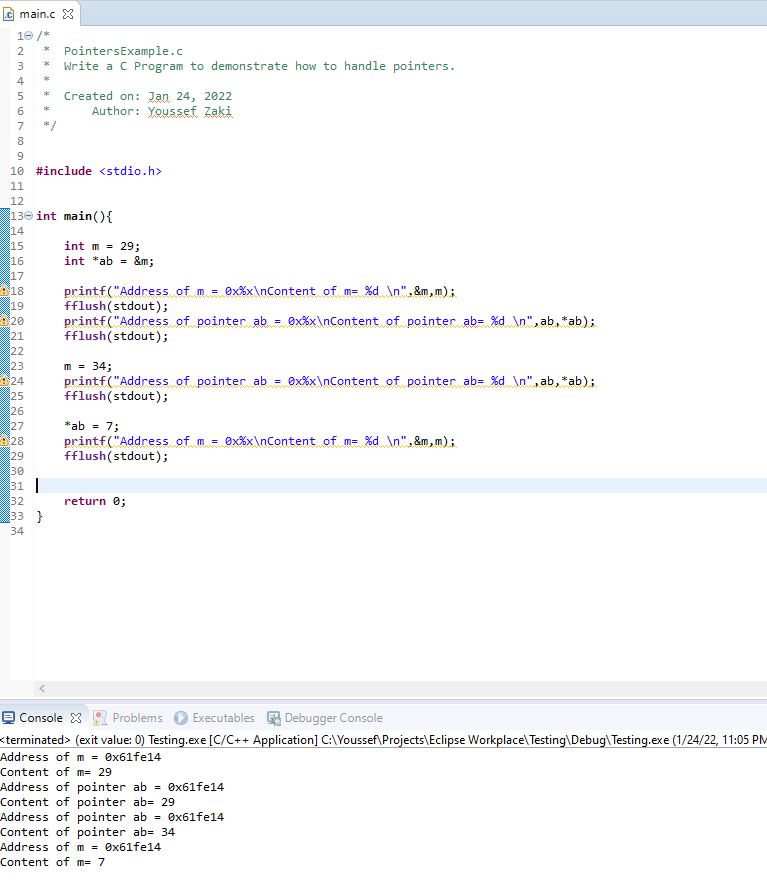 main.c
1 /*
2  *  PointersExample.c
3  *  Write a C Program to demonstrate how to handle pointers.
4  *
5  *  Created on: Jan 24, 2022
6  *      Author: Youssef Zaki
7  */
8
9
10 #include <stdio.h>
11
12
13 int main(){
14
15     int m = 29;
16     int *ab = &m;
17
18     printf("Address of m = 0x%x\nContent of m= %d \n",&m,m);
19     fflush(stdout);
20     printf("Address of pointer ab = 0x%x\nContent of pointer ab= %d \n",ab,*ab);
21     fflush(stdout);
22
23     m = 34;
24     printf("Address of pointer ab = 0x%x\nContent of pointer ab= %d \n",ab,*ab);
25     fflush(stdout);
26
27     *ab = 7;
28     printf("Address of m = 0x%x\nContent of m= %d \n",&m,m);
29     fflush(stdout);
30
31
32     return 0;
33 }
34
Console Problems Executables Debugger Console
<terminated> (exit value: 0) Testing.exe [C/C++ Application] C:\Youssef\Projects\Eclipse Workplace\Testing\Debug\Testing.exe (1/24/22, 11:05 PM
Address of m = 0x61fe14
Content of m= 29
Address of pointer ab = 0x61fe14
Content of pointer ab= 29
Address of pointer ab = 0x61fe14
Content of pointer ab= 34
Address of m = 0x61fe14
Content of m= 7